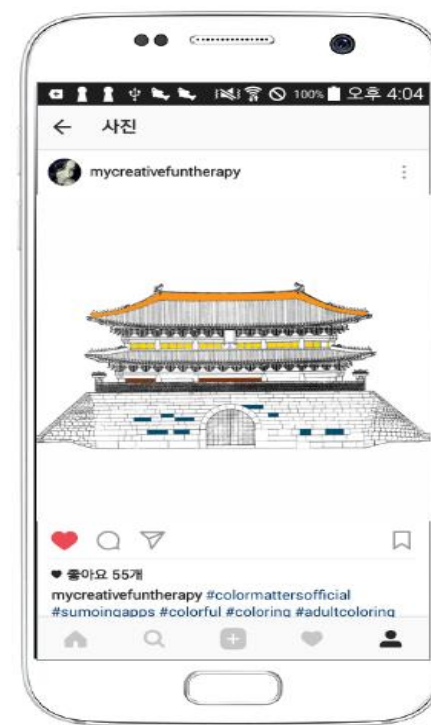 100% 오후 4:04
사진
mycreativefuntherapy
좋아요 55개
mycreativefuntherapy #colormattersofficial
#sumoingapps #colorful #coloring #adultcoloring